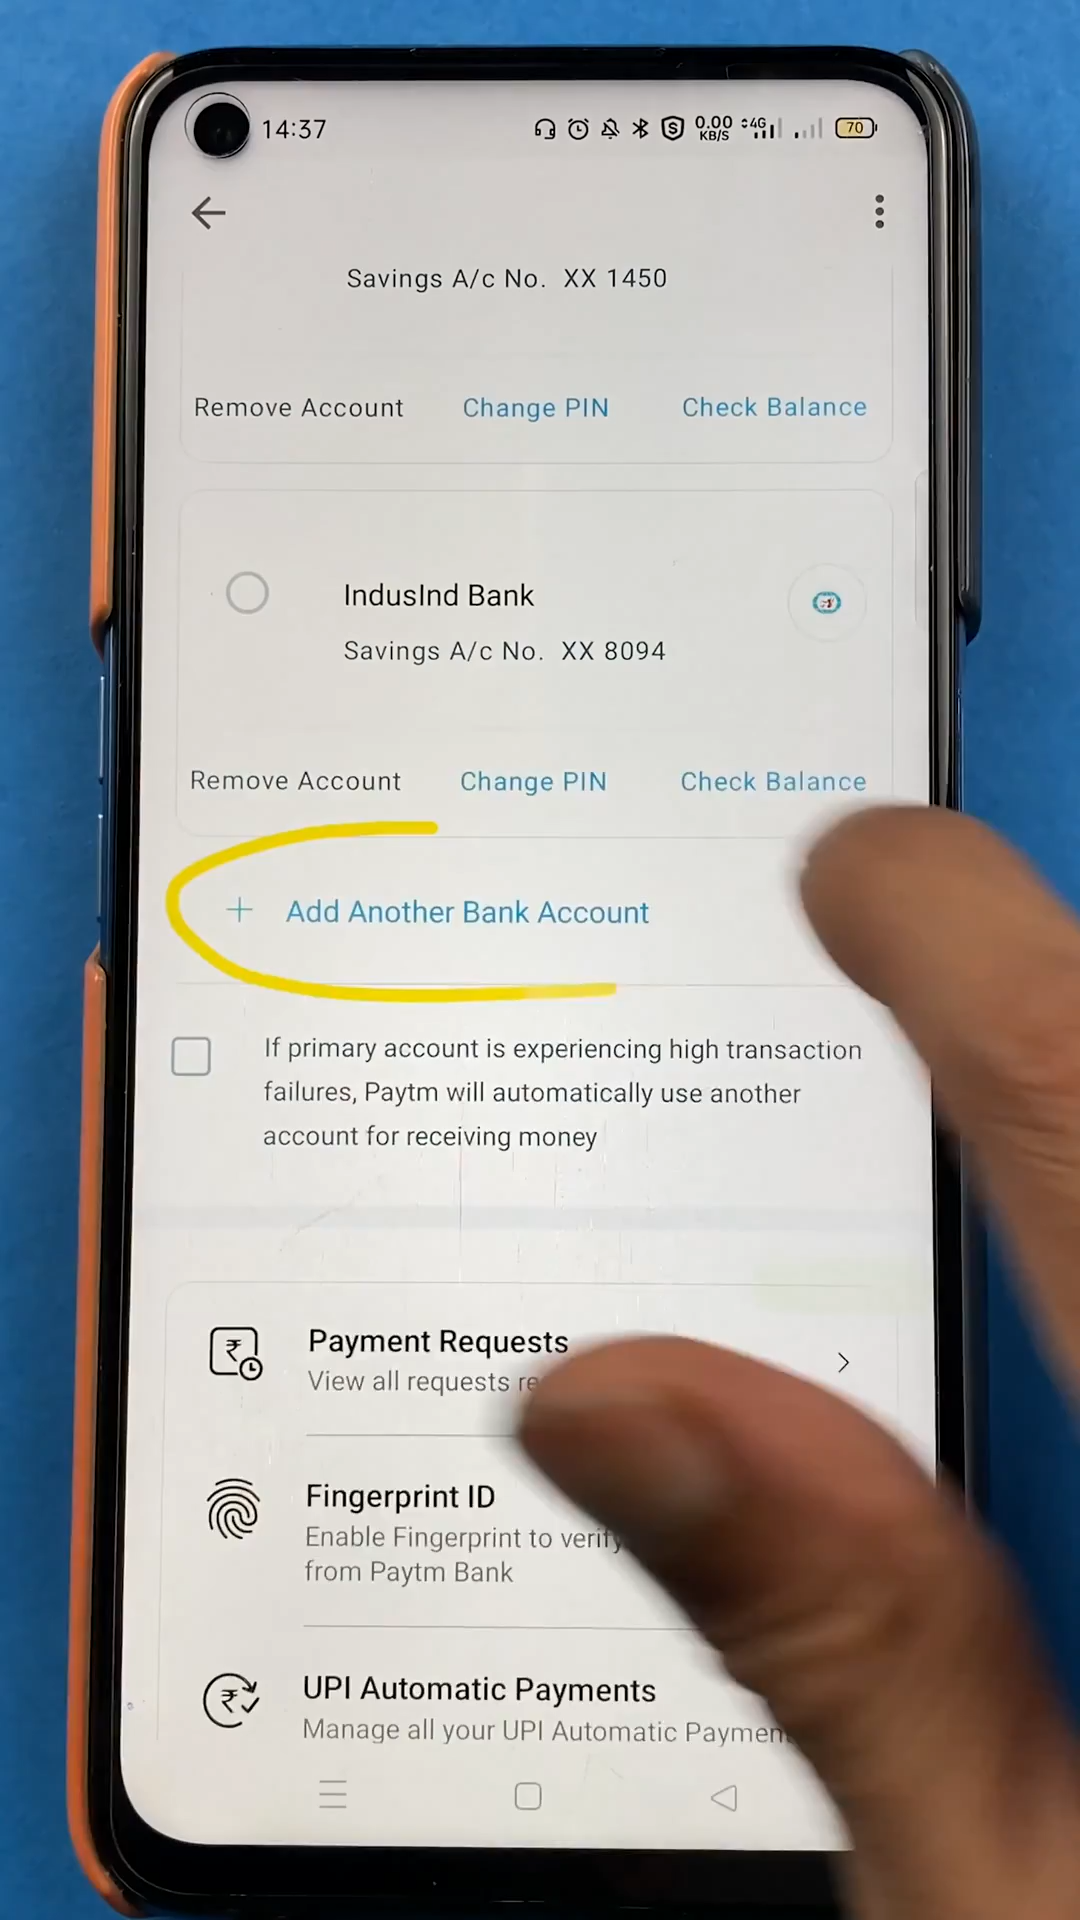 14:37
0.00 KB/S
4G
70
Savings A/c No. XX 1450
Remove Account Change PIN Check Balance
IndusInd Bank
Savings A/c No. XX 8094
Remove Account Change PIN Check Balance
+ Add Another Bank Account
If primary account is experiencing high transaction
failures, Paytm will automatically use another
account for receiving money
Payment Requests
View all requests
Fingerprint ID
Enable Fingerprint to verify
from Paytm Bank
UPI Automatic Payments
Manage all your UPI Automatic